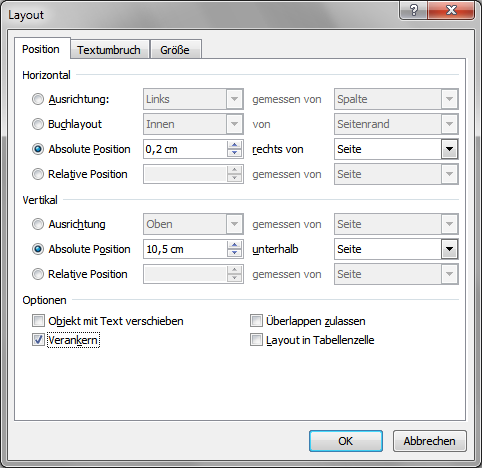 Layout
Position Textumbruch Größe
Horizontal
Ausrichtung: Links gemessen von Spalte
Buchlayout Innen von Seitenrand
Absolute Position 0,2 cm rechts von Seite
Relative Position gemessen von Seite
Vertikal
Ausrichtung Oben gemessen von Seite
Absolute Position 10,5 cm unterhalb Seite
Relative Position gemessen von Seite
Optionen
Objekt mit Text verschieben Überlappen zulassen
Verankern Layout in Tabellenzelle
OK Abbrechen